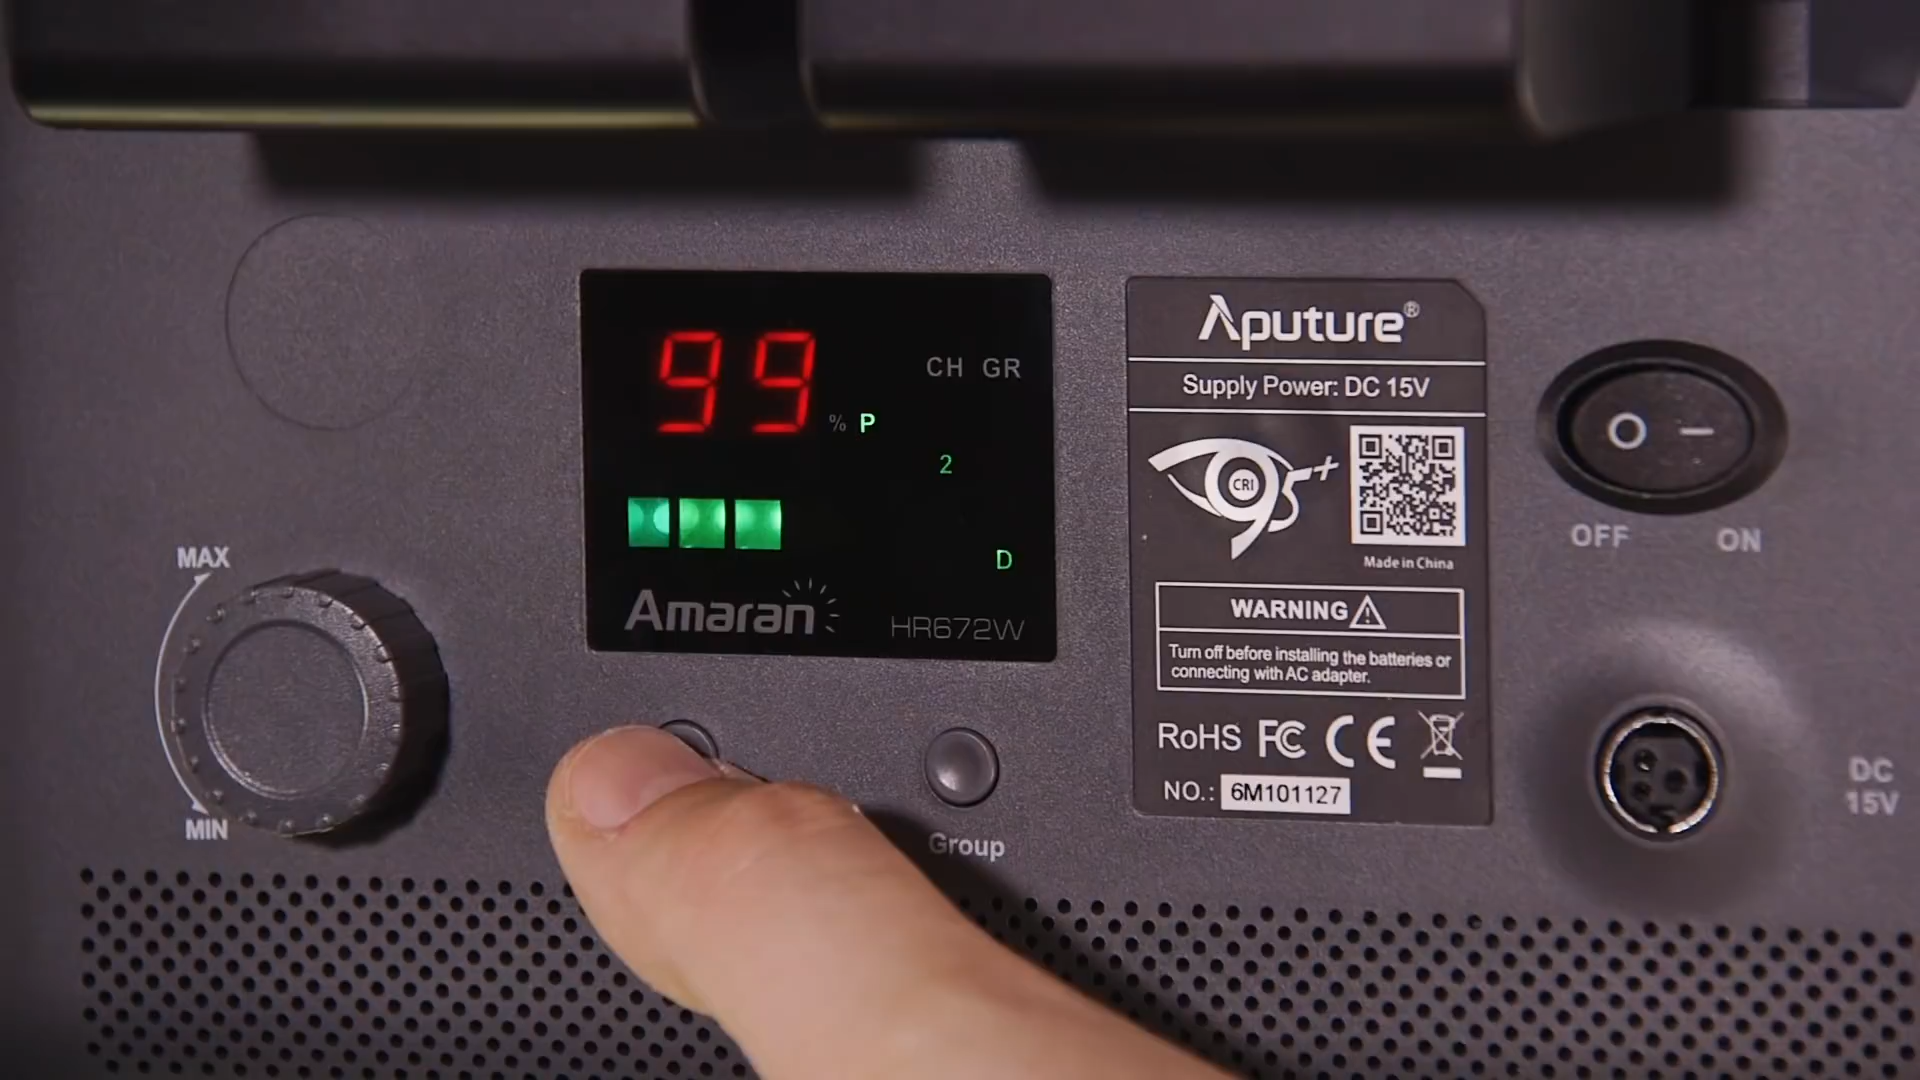 99 % P
CH GR
2
D
Amaran
HR672W
Aputure®
Supply Power: DC 15V
CRI
95+
Made in China
WARNING
Turn off before installing the batteries or
connecting with AC adapter.
RoHS FC CE
NO.: 6M101127
OFF
ON
DC
15V
MAX
MIN
Group